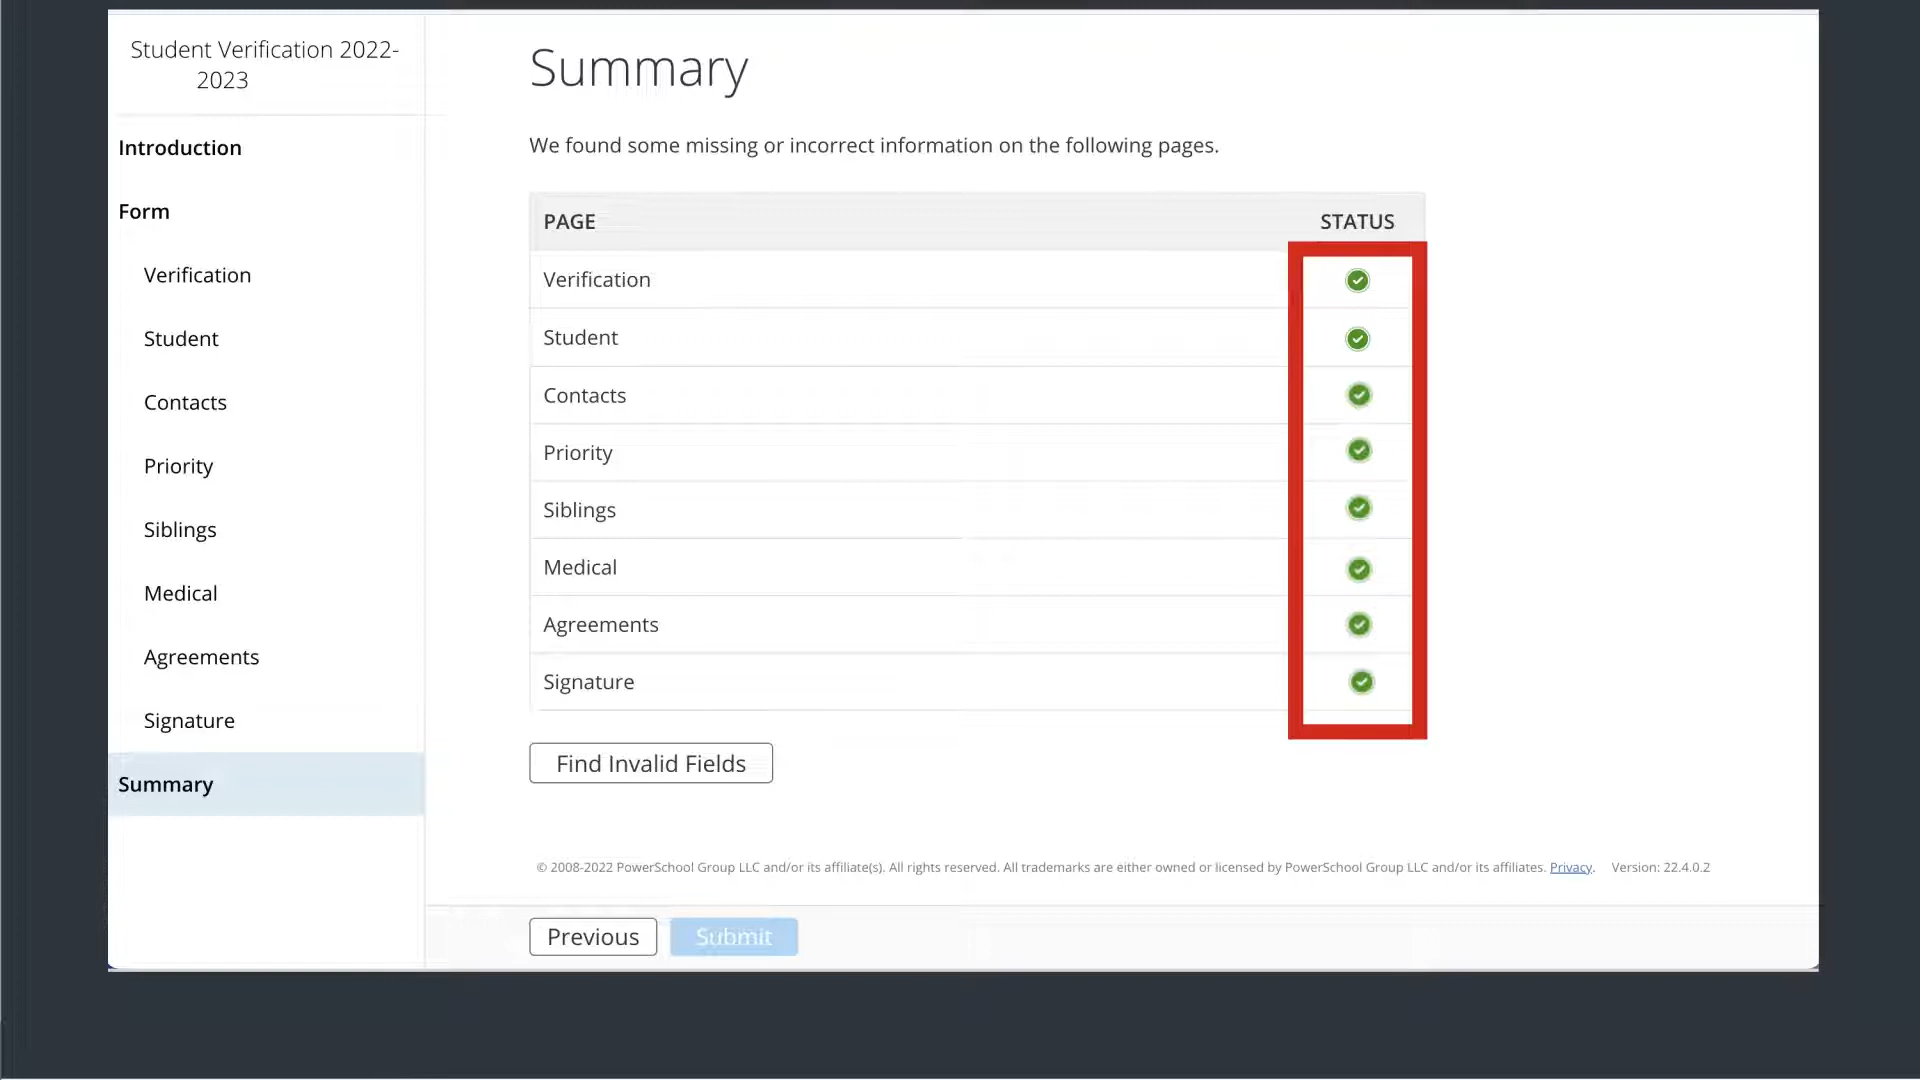 Student Verification 2022-
2023
Introduction
Form
Verification
Student
Contacts
Priority
Siblings
Medical
Agreements
Signature
Summary
Summary
We found some missing or incorrect information on the following pages.
PAGE STATUS
Verification
Student
Contacts
Priority
Siblings
Medical
Agreements
Signature
Find Invalid Fields
© 2008-2022 PowerSchool Group LLC and/or its affiliate(s). All rights reserved. All trademarks are either owned or licensed by PowerSchool Group LLC and/or its affiliates. Privacy. Version: 22.4.0.2
Previous Submit